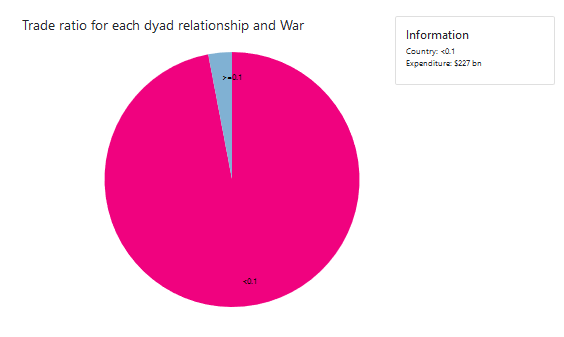 Trade ratio for each dyad relationship and War
Information
Country: <0.1
Expenditure: $227 bn
>=0.1
<0.1